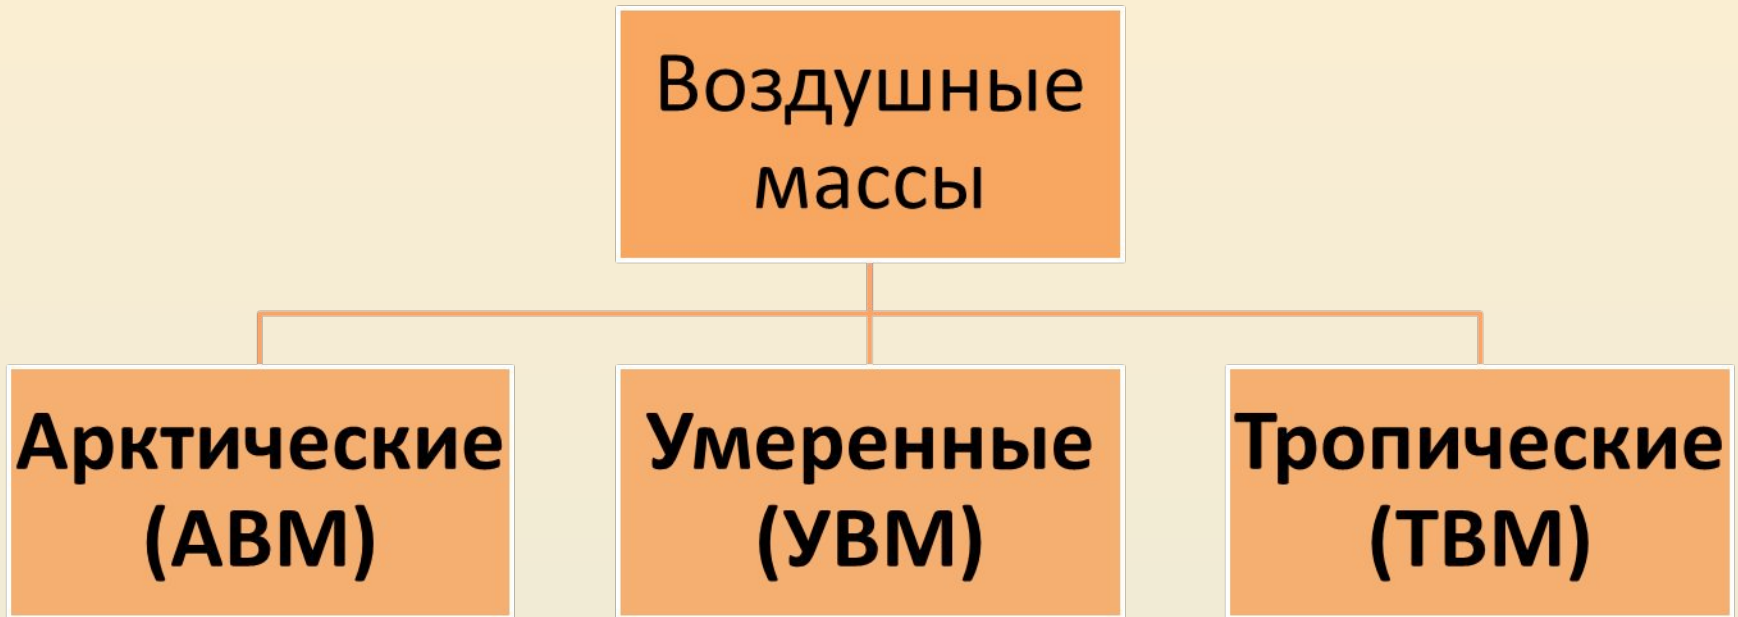 Воздушные
массы
Арктические
(АВМ)
Умеренные
(УВМ)
Тропические
(ТВМ)